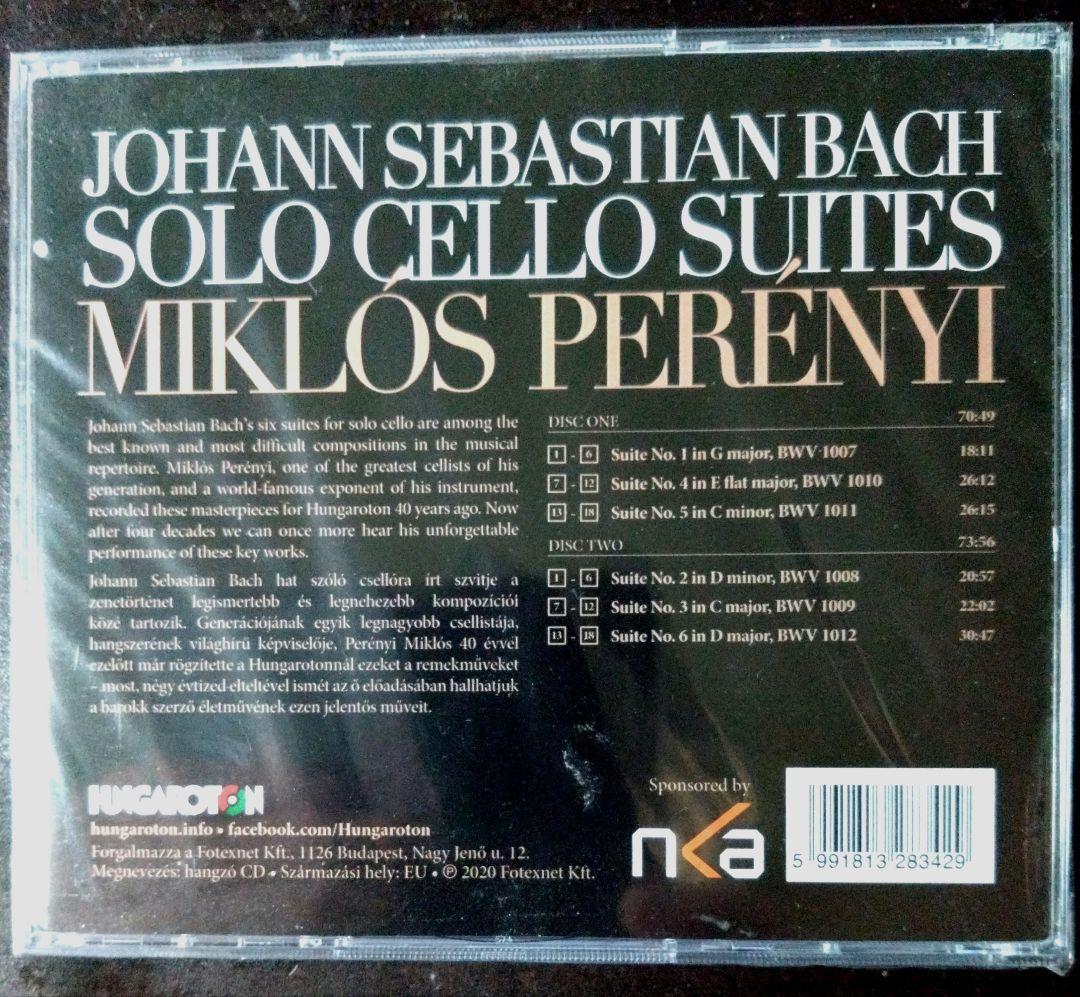 JOHANN SEBASTIAN BACH
SOLO CELLO SUITES
MIKLÓS PERÉNYI
Johann Sebastian Bach's six suites for solo cello are among the
best known and most difficult compositions in the musical
repertoire. Miklós Perényi, one of the greatest cellists of his
generation, and a world-famous exponent of his instrument,
recorded these masterpieces for Hungaroton 40 years ago. Now
after four decades we can once more hear his unforgettable
performance of these key works.
Johann Sebastian Bach hat szóló csellóra írt szvitje a
zenetörténet legismertebb és legnehezebb kompozíciói
közé tartozik. Generációjának egyik legnagyobb csellistája,
hangszerének világhírű képviselője, Perényi Miklós 40 évvel
ezelőtt már rögzítette a Hungarotonnál ezeket a remekműveket
– most, négy évtized elteltével ismét az ő előadásában hallhatjuk
a barokk szerző életművének ezen jelentős műveit.
DISC ONE 70:49
1 - 6 Suite No. 1 in G major, BWV 1007 18:11
7 - 12 Suite No. 4 in E flat major, BWV 1010 26:12
13 - 18 Suite No. 5 in C minor, BWV 1011 26:15
DISC TWO 73:56
1 - 6 Suite No. 2 in D minor, BWV 1008 20:57
7 - 12 Suite No. 3 in C major, BWV 1009 22:02
13 - 18 Suite No. 6 in D major, BWV 1012 30:47
HUNGAROTON
hungaroton.info • facebook.com/Hungaroton
Forgalmazza a Fotexnet Kft., 1126 Budapest, Nagy Jenő u. 12.
Megnevezés: hangzó CD • Származási hely: EU • ℗ 2020 Fotexnet Kft.
Sponsored by
nka
5 991813 283429